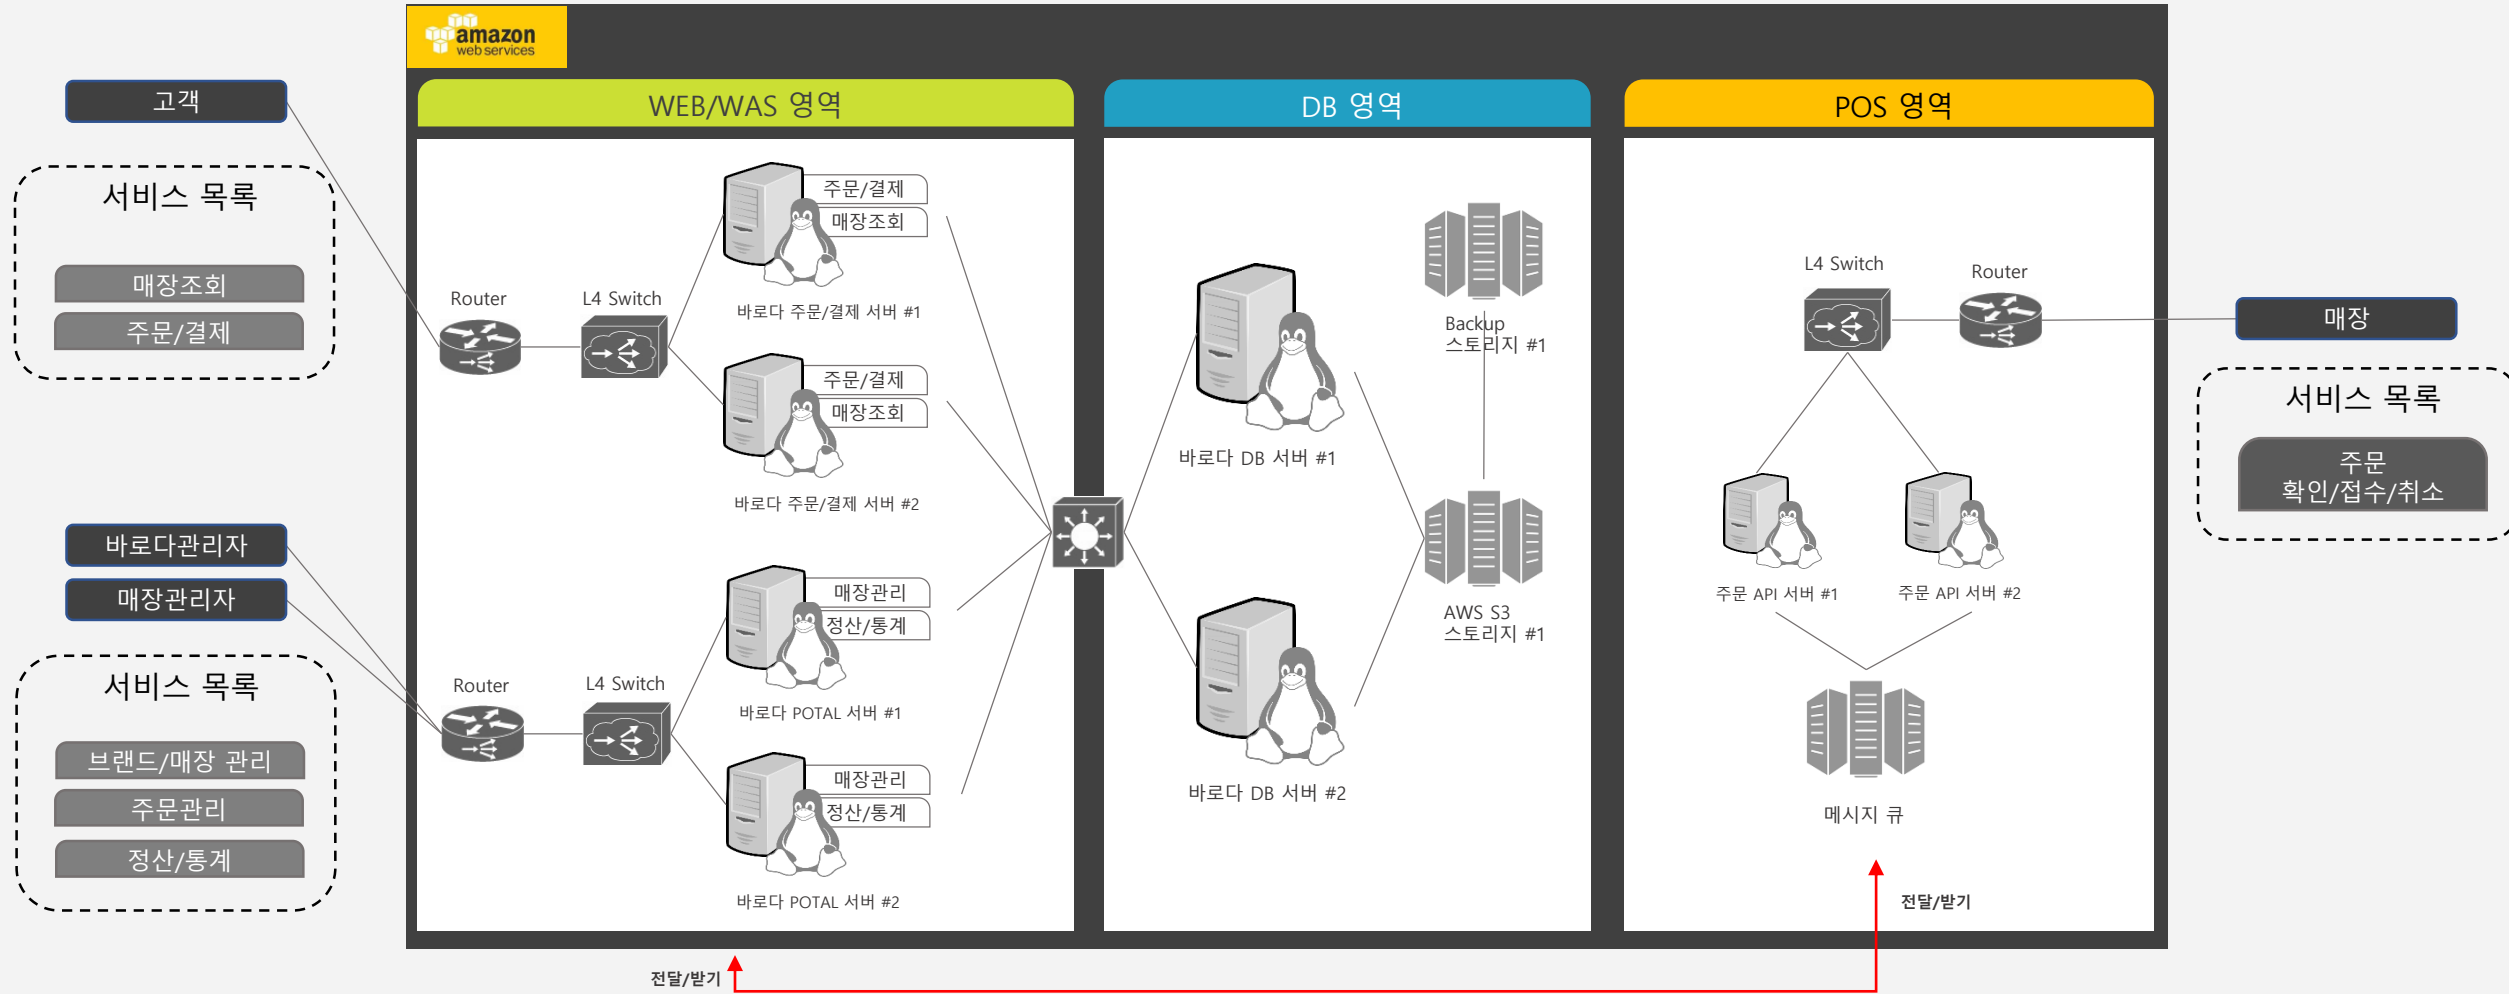 amazon
web services
고객
서비스 목록
매장조회
주문/결제
바로다관리자
매장관리자
서비스 목록
브랜드/매장 관리
주문관리
정산/통계
WEB/WAS 영역
Router
L4 Switch
주문/결제
매장조회
바로다 주문/결제 서버 #1
주문/결제
매장조회
바로다 주문/결제 서버 #2
Router
L4 Switch
매장관리
정산/통계
바로다 POTAL 서버 #1
매장관리
정산/통계
바로다 POTAL 서버 #2
DB 영역
바로다 DB 서버 #1
바로다 DB 서버 #2
Backup
스토리지 #1
AWS S3
스토리지 #1
POS 영역
L4 Switch
Router
주문 API 서버 #1
주문 API 서버 #2
메시지 큐
전달/받기
전달/받기
매장
서비스 목록
주문
확인/접수/취소